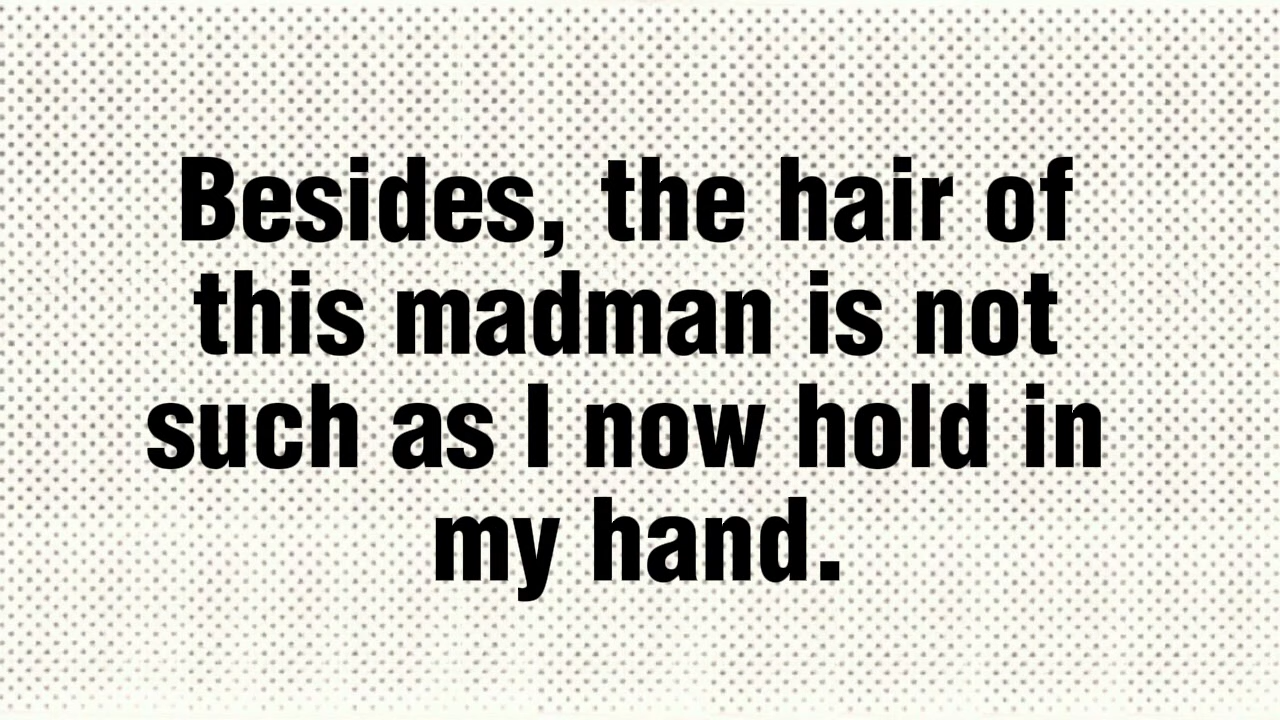 Besides, the hair of
this madman is not
such as I now hold in
my hand.